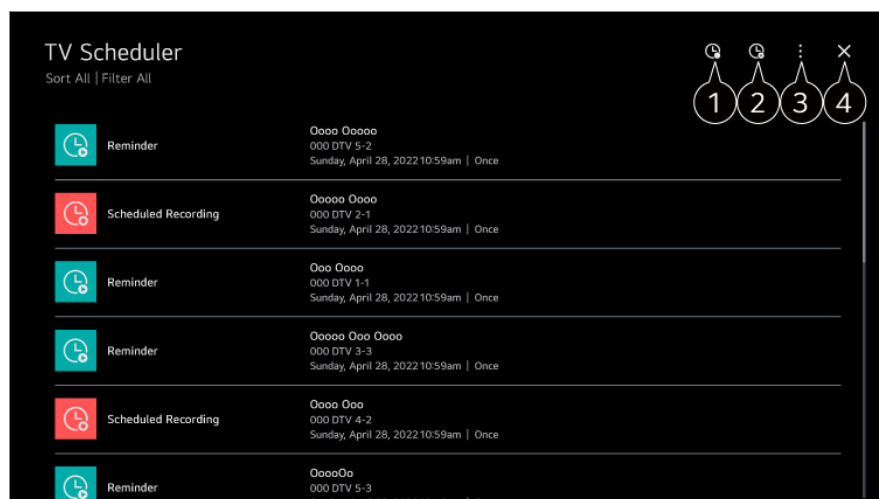 TV Scheduler
Sort All | Filter All
1 2 3 4
Reminder
Oooo Ooooo
000 DTV 5-2
Sunday, April 28, 2022 10:59am | Once
Scheduled Recording
Ooooo Oooo
000 DTV 2-1
Sunday, April 28, 2022 10:59am | Once
Reminder
Ooo Oooo
000 DTV 1-1
Sunday, April 28, 2022 10:59am | Once
Reminder
Ooooo Ooo Oooo
000 DTV 3-3
Sunday, April 28, 2022 10:59am | Once
Scheduled Recording
Oooo Ooo
000 DTV 4-2
Sunday, April 28, 2022 10:59am | Once
Reminder
OoooOo
000 DTV 5-3